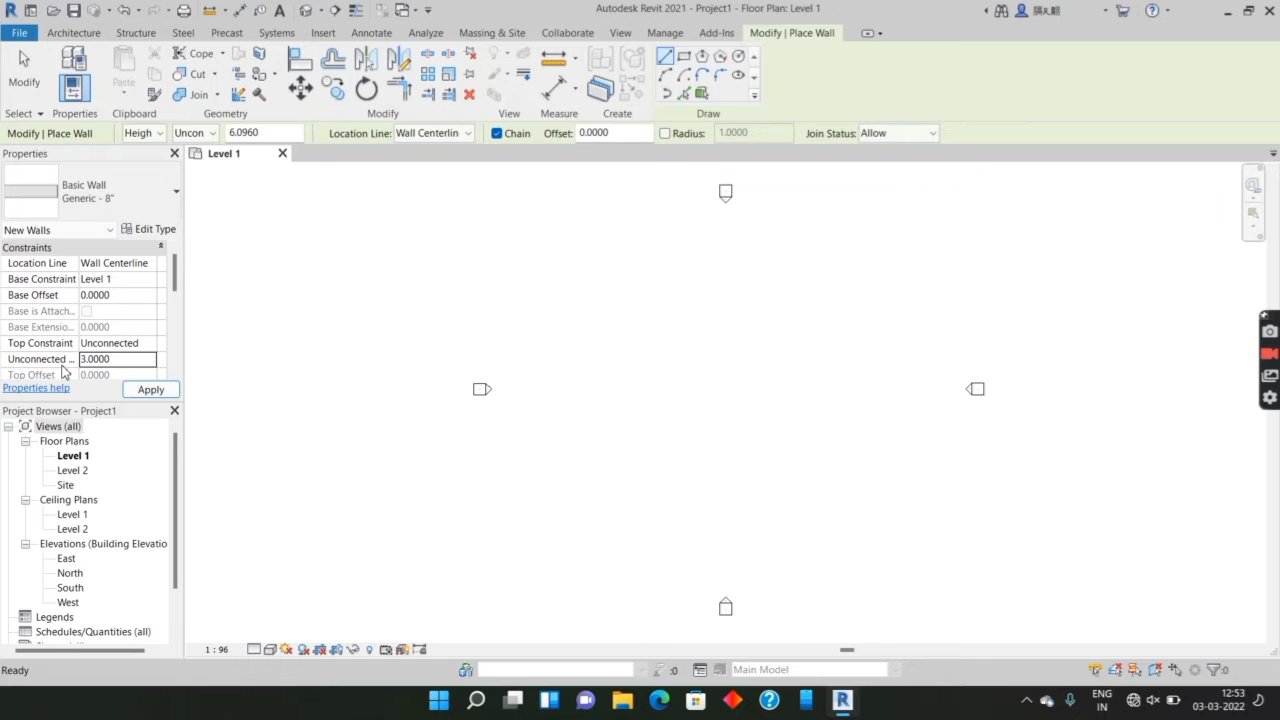 Autodesk Revit 2021 - Project1 - Floor Plan: Level 1
File Architecture Structure Steel Precast Systems Insert Annotate Analyze Massing & Site Collaborate View Manage Add-Ins Modify | Place Wall
Modify Paste Cope Cut Join
Select Properties Clipboard Geometry Modify View Measure Create Draw
Modify | Place Wall Heigh Uncon 6.0960 Location Line: Wall Centerlin Chain Offset: 0.0000 Radius: 1.0000 Join Status: Allow
Properties Level 1
Basic Wall
Generic - 8"
New Walls Edit Type
Constraints
Location Line Wall Centerline
Base Constraint Level 1
Base Offset 0.0000
Base is Attach...
Base Extensio... 0.0000
Top Constraint Unconnected
Unconnected ... 3.0000
Top Offset 0.0000
Properties help Apply
Project Browser - Project1
Views (all)
Floor Plans
Level 1
Level 2
Site
Ceiling Plans
Level 1
Level 2
Elevations (Building Elevatio
East
North
South
West
Legends
Schedules/Quantities (all)
1 : 96
Ready :0 Main Model :0
ENG
IN
12:53
03-03-2022